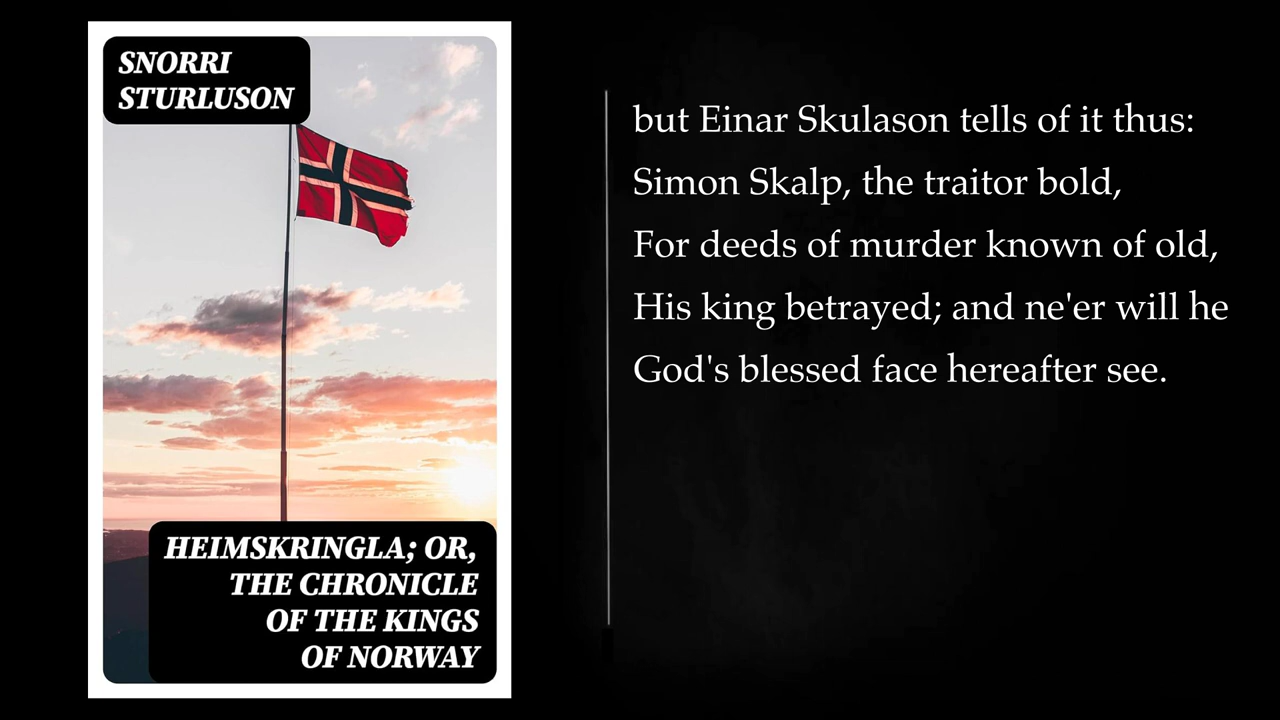 SNORRI
STURLUSON
HEIMSKRINGLA; OR,
THE CHRONICLE
OF THE KINGS
OF NORWAY
but Einar Skulason tells of it thus:
Simon Skalp, the traitor bold,
For deeds of murder known of old,
His king betrayed; and ne'er will he
God's blessed face hereafter see.